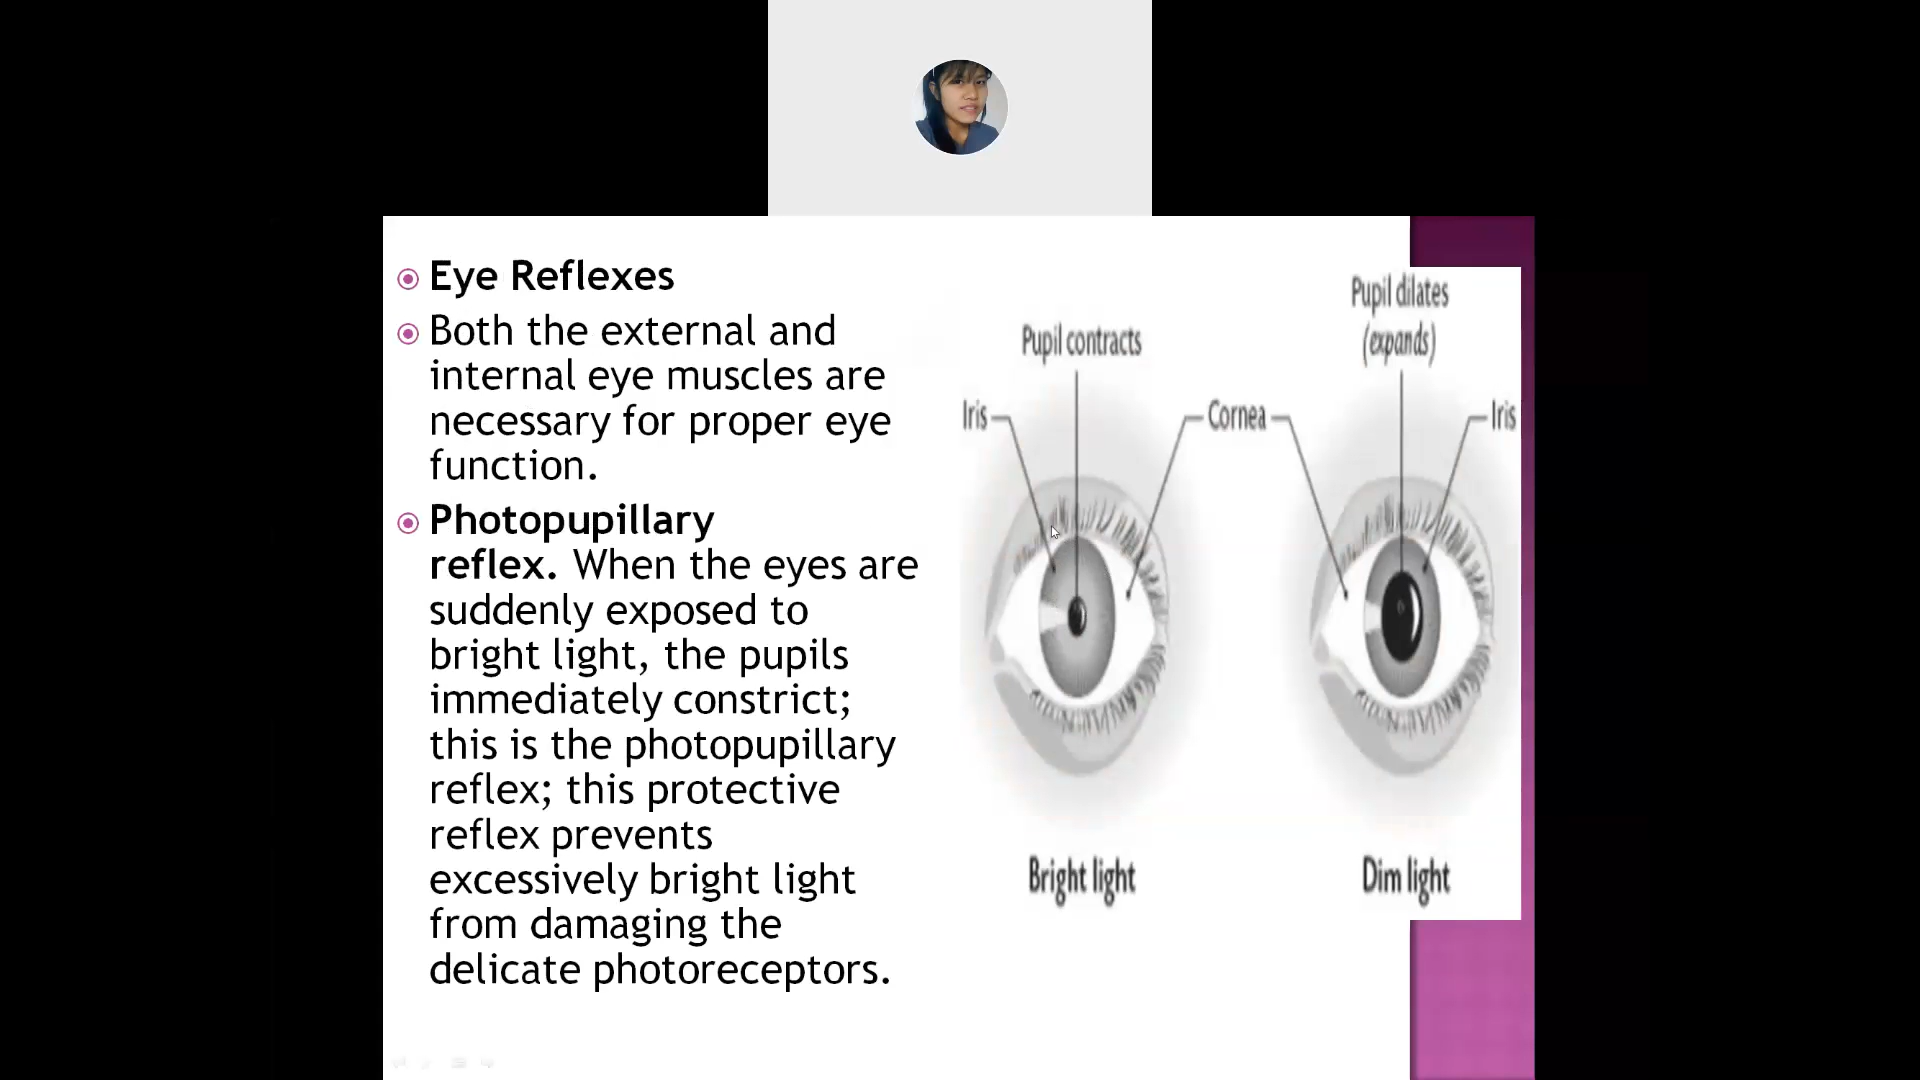 Eye Reflexes
Both the external and
internal eye muscles are
necessary for proper eye
function.
Photopupillary
reflex. When the eyes are
suddenly exposed to
bright light, the pupils
immediately constrict;
this is the photopupillary
reflex; this protective
reflex prevents
excessively bright light
from damaging the
delicate photoreceptors.
Pupil contracts
Pupil dilates
(expands)
Iris
Cornea
Iris
Bright light
Dim light